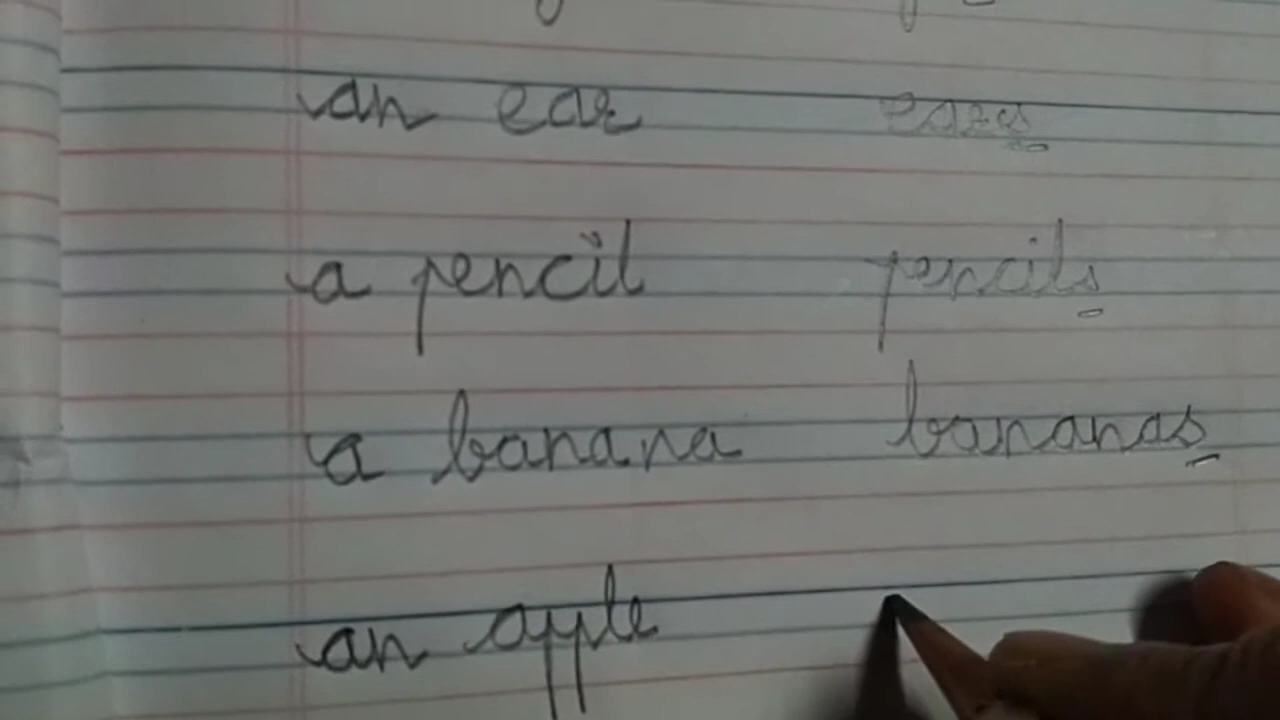 an ear ears
a pencil pencils
a banana bananas
an apple